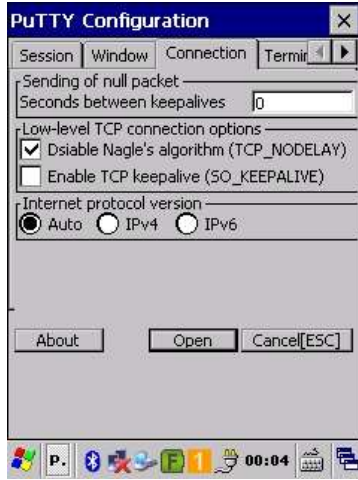 PuTTY Configuration
Session Window Connection Termir
Sending of null packet
Seconds between keepalives 0
Low-level TCP connection options
Dsiable Nagle's algorithm (TCP_NODELAY)
Enable TCP keepalive (SO_KEEPALIVE)
Internet protocol version
Auto IPv4 IPv6
About Open Cancel[ESC]
P. F 1 00:04